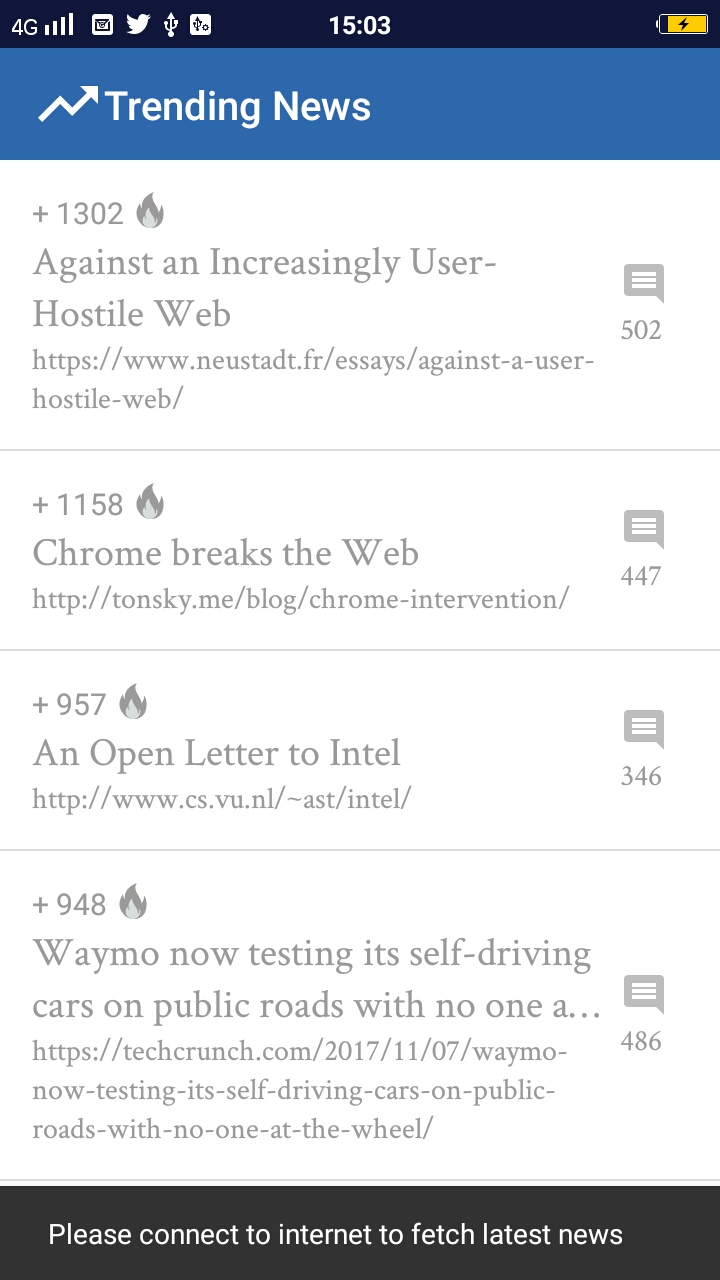 4G 15:03
Trending News
+ 1302
Against an Increasingly User-
Hostile Web
https://www.neustadt.fr/essays/against-a-user-
hostile-web/
502
+ 1158
Chrome breaks the Web
http://tonsky.me/blog/chrome-intervention/
447
+ 957
An Open Letter to Intel
http://www.cs.vu.nl/~ast/intel/
346
+ 948
Waymo now testing its self-driving
cars on public roads with no one a...
https://techcrunch.com/2017/11/07/waymo-
now-testing-its-self-driving-cars-on-public-
roads-with-no-one-at-the-wheel/
486
Please connect to internet to fetch latest news